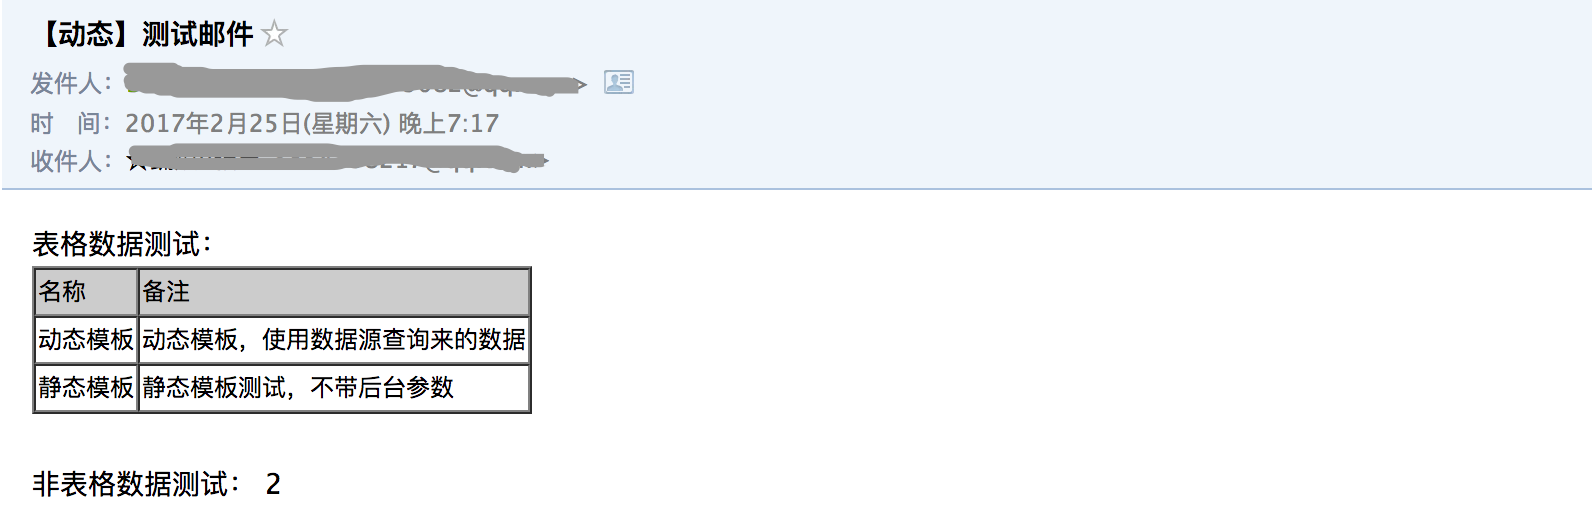 【动态】测试邮件
发件人：
时 间：2017年2月25日(星期六) 晚上7:17
收件人：
表格数据测试：
名称 备注
动态模板 动态模板，使用数据源查询来的数据
静态模板 静态模板测试，不带后台参数
非表格数据测试： 2